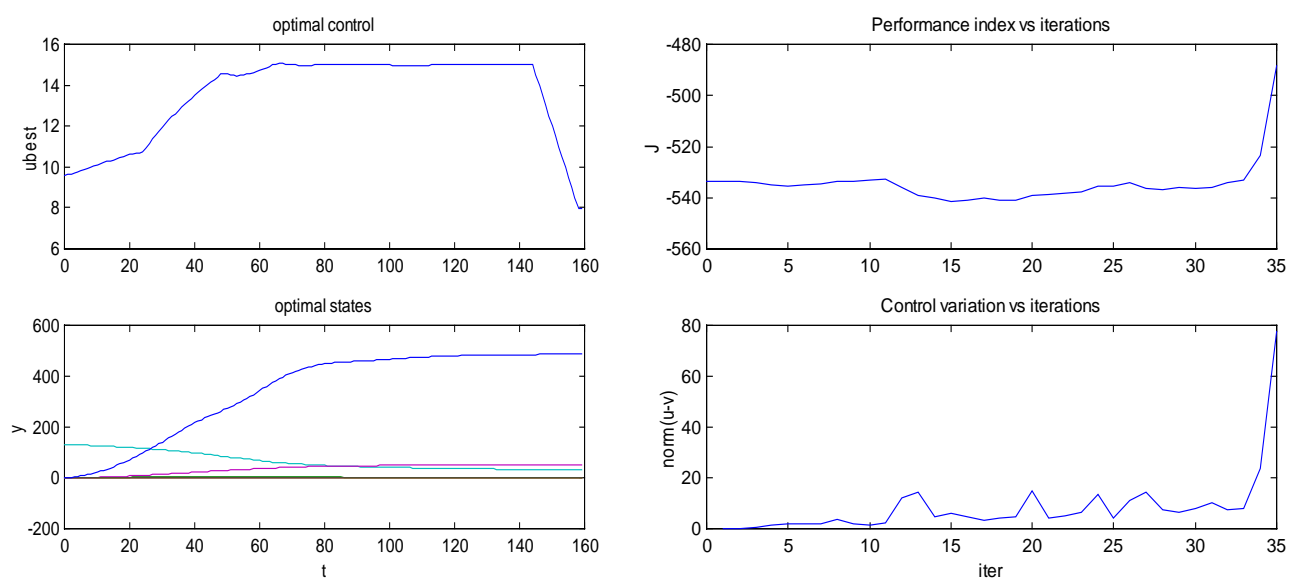 optimal control
ubest
16
14
12
10
8
6
0 20 40 60 80 100 120 140 160
Performance index vs iterations
J
-480
-500
-520
-540
-560
0 5 10 15 20 25 30 35
optimal states
y
600
400
200
0
-200
0 20 40 60 80 100 120 140 160
t
Control variation vs iterations
norm(u-v)
80
60
40
20
0
0 5 10 15 20 25 30 35
iter